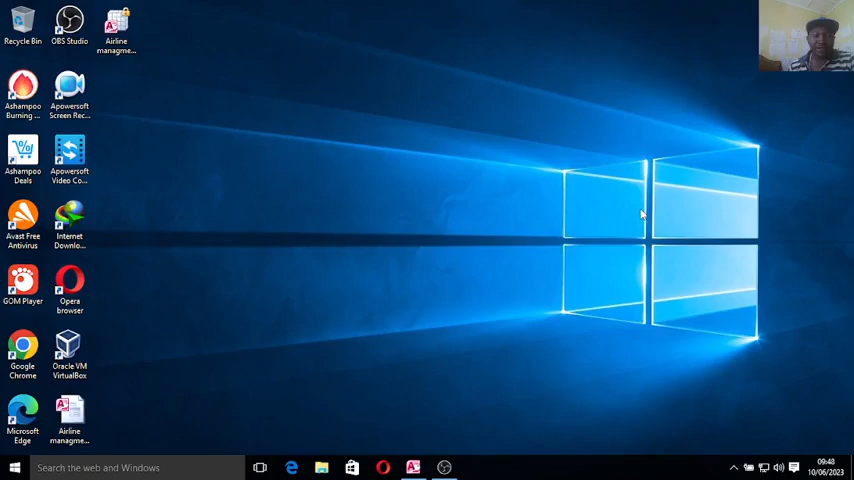 Recycle Bin
OBS Studio
Airline
managme...
Ashampoo
Burning ...
Apowersoft
Screen Rec...
Ashampoo
Deals
Apowersoft
Video Co...
Avast Free
Antivirus
Internet
Downlo...
GOM Player
Opera
browser
Google
Chrome
Oracle VM
VirtualBox
Microsoft
Edge
Airline
managme...
Search the web and Windows
09:48
10/06/2023